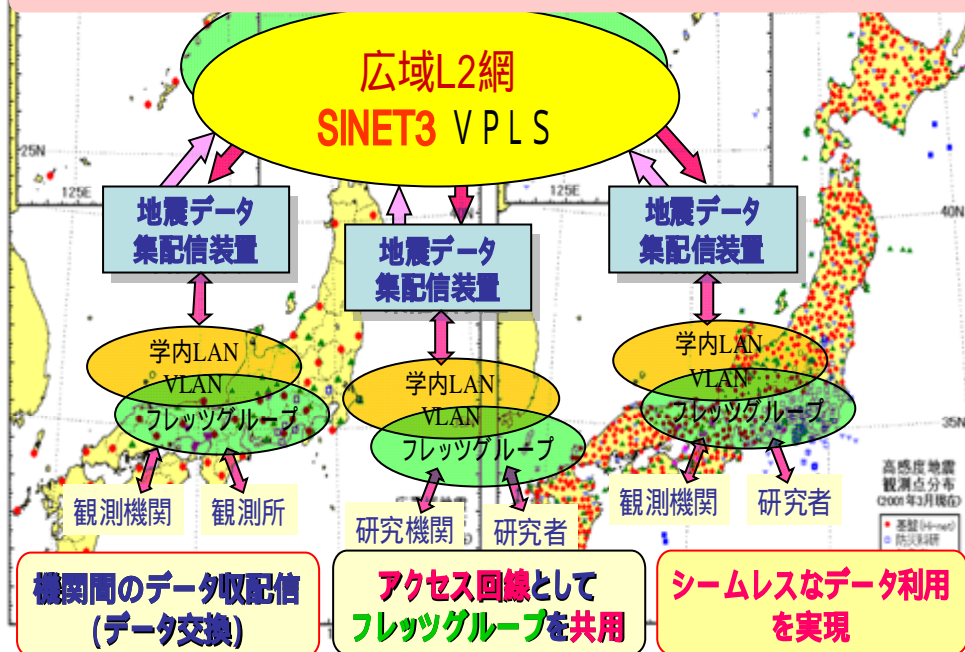 広域L2網
SINET3 VPLS
25N
125E
125E
40N
地震データ
集配信装置
地震データ
集配信装置
地震データ
集配信装置
学内LAN
VLAN
フレッツグループ
学内LAN
VLAN
フレッツグループ
学内LAN
VLAN
フレッツグループ
35N
観測機関
観測所
研究機関
研究者
観測機関
研究者
高感度地震
観測点分布
(2001年3月現在)
基盤(Hi-net)
防災科研
機関間のデータ収配信
(データ交換)
アクセス回線として
フレッツグループを共用
シームレスなデータ利用
を実現